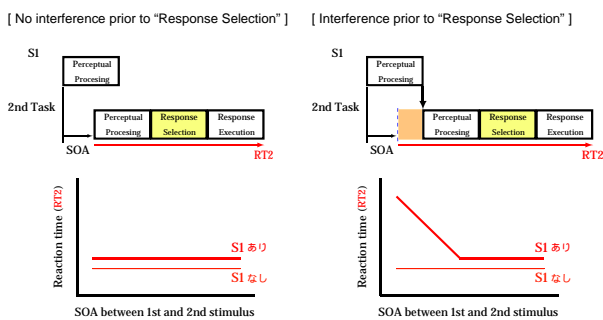 [ No interference prior to “Response Selection” ]
S1
Perceptual
Procesing
2nd Task
Perceptual
Procesing
Response
Selection
Response
Execution
SOA
RT2
Reaction time (RT2)
S1 あり
S1 なし
SOA between 1st and 2nd stimulus
[ Interference prior to “Response Selection” ]
S1
Perceptual
Procesing
2nd Task
Perceptual
Procesing
Response
Selection
Response
Execution
SOA
RT2
Reaction time (RT2)
S1 あり
S1 なし
SOA between 1st and 2nd stimulus